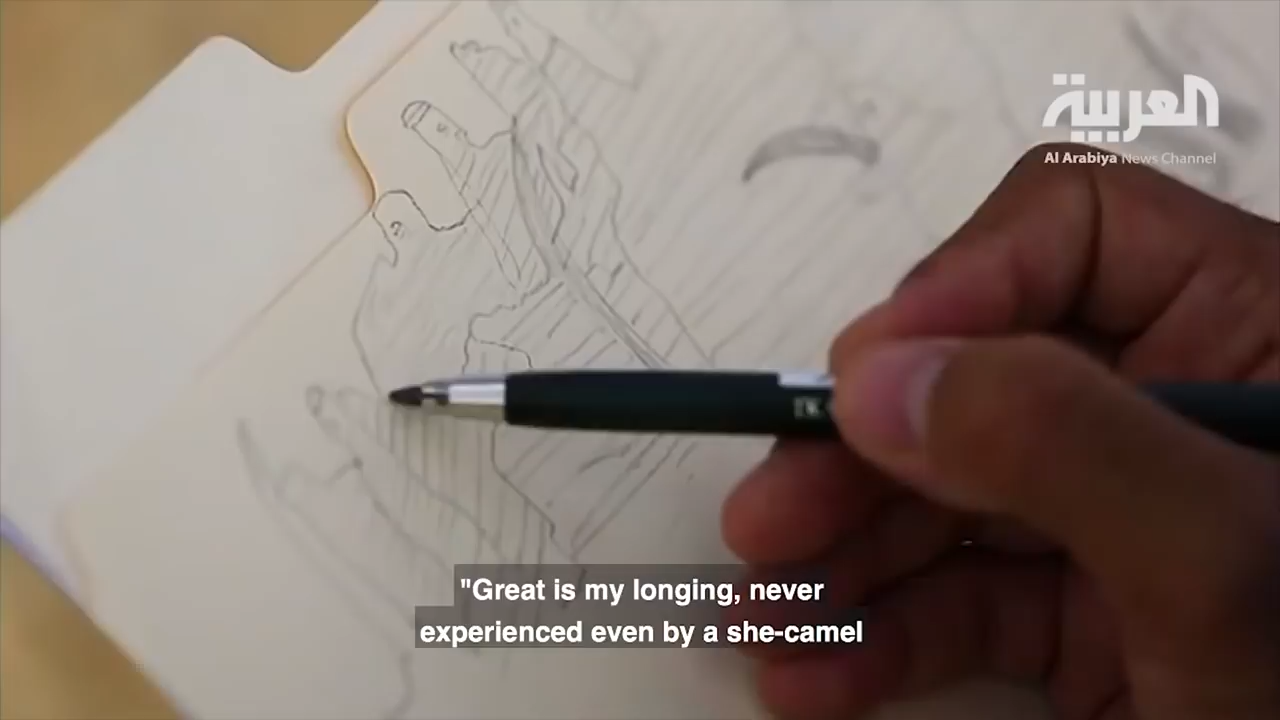 العربية
Al Arabiya News Channel
"Great is my longing, never
experienced even by a she-camel